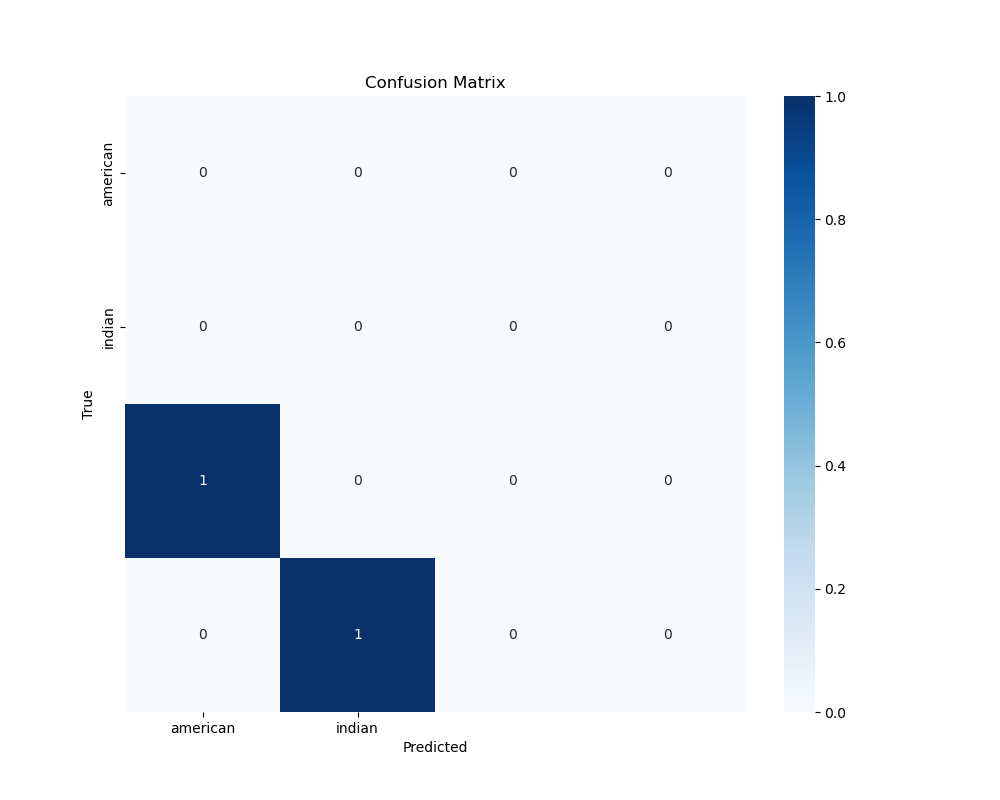 Confusion Matrix
american
0 0 0 0
indian
0 0 0 0
True
1 0 0 0
0 1 0 0
american indian
Predicted
1.0
0.8
0.6
0.4
0.2
0.0